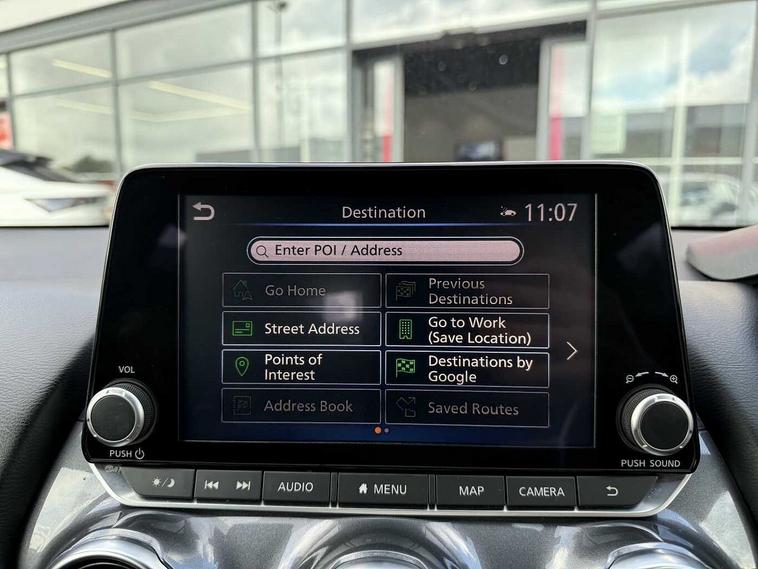 Destination
11:07
Enter POI / Address
Go Home
Previous
Destinations
Street Address
Go to Work
(Save Location)
Points of
Interest
Destinations by
Google
Address Book
Saved Routes
VOL
PUSH
PUSH SOUND
AUDIO
MENU
MAP
CAMERA